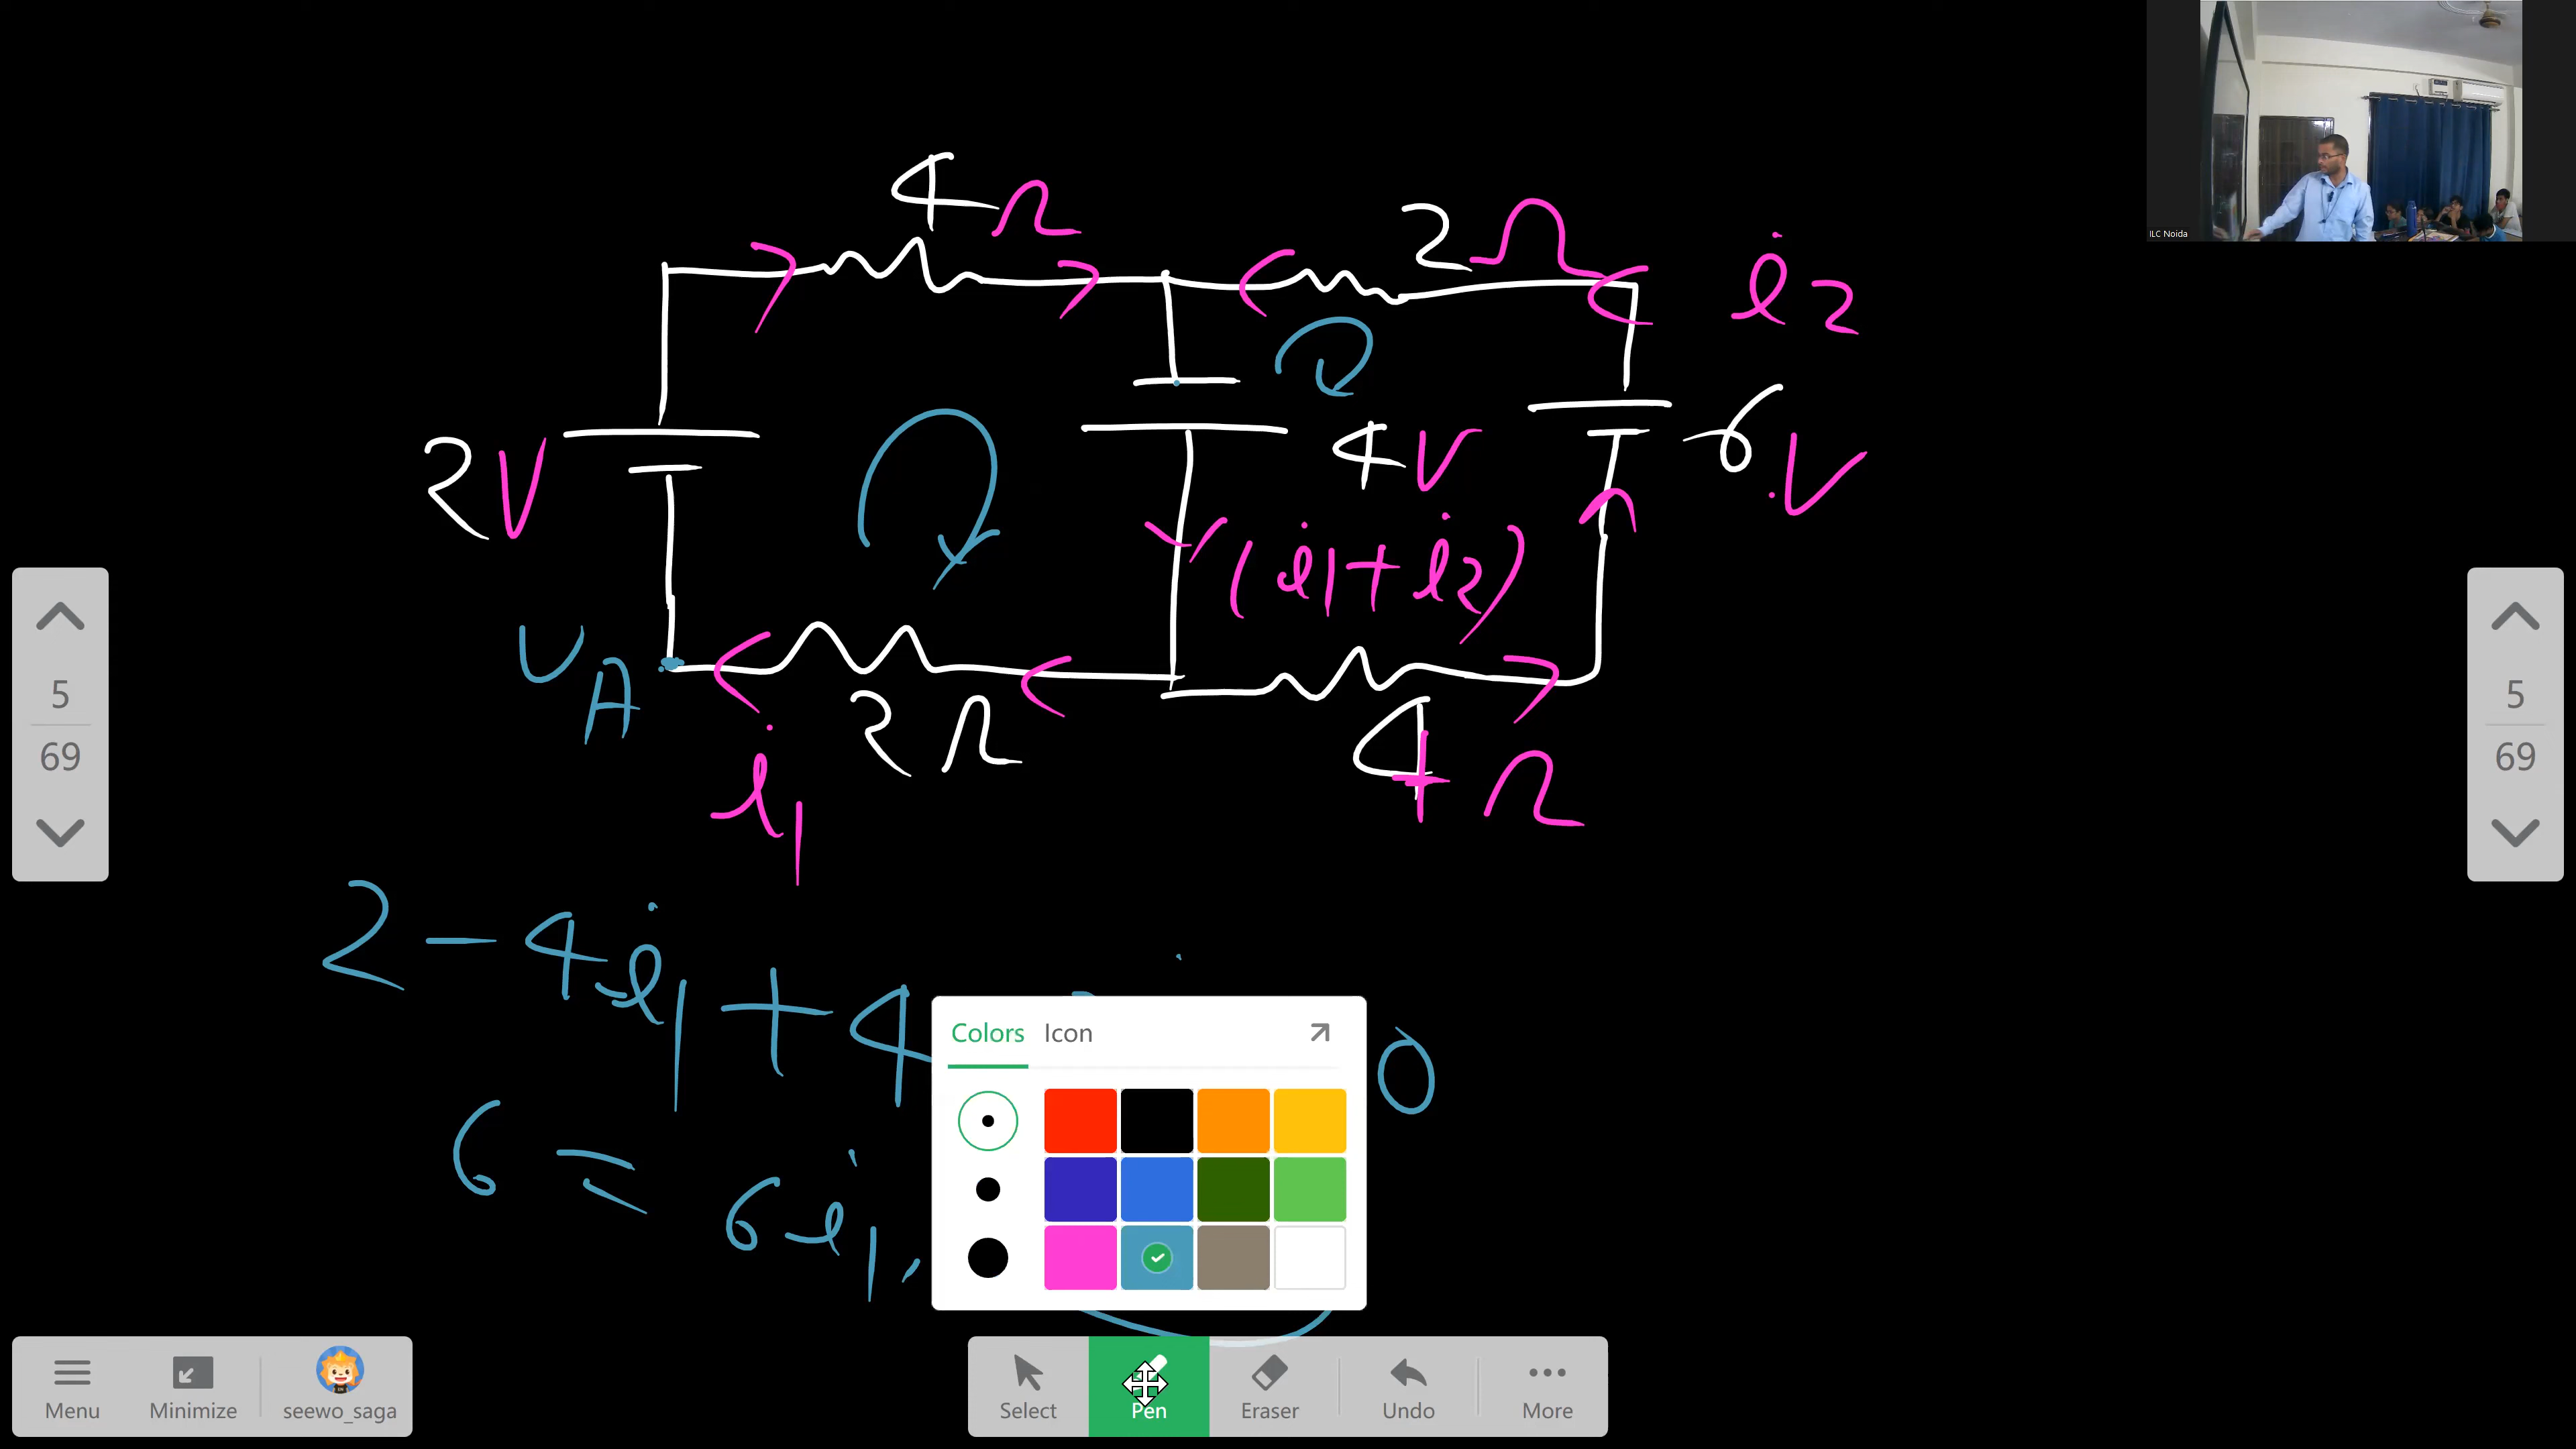 ILC Noida
4Ω
2Ω
i2
2V
4V
6V
(i1+i2)
VA
2Ω
i1
4Ω
2-4i1+4
0
6=6i1
5
69
5
69
Colors Icon
Menu
Minimize
seewo_saga
Select
Pen
Eraser
Undo
More